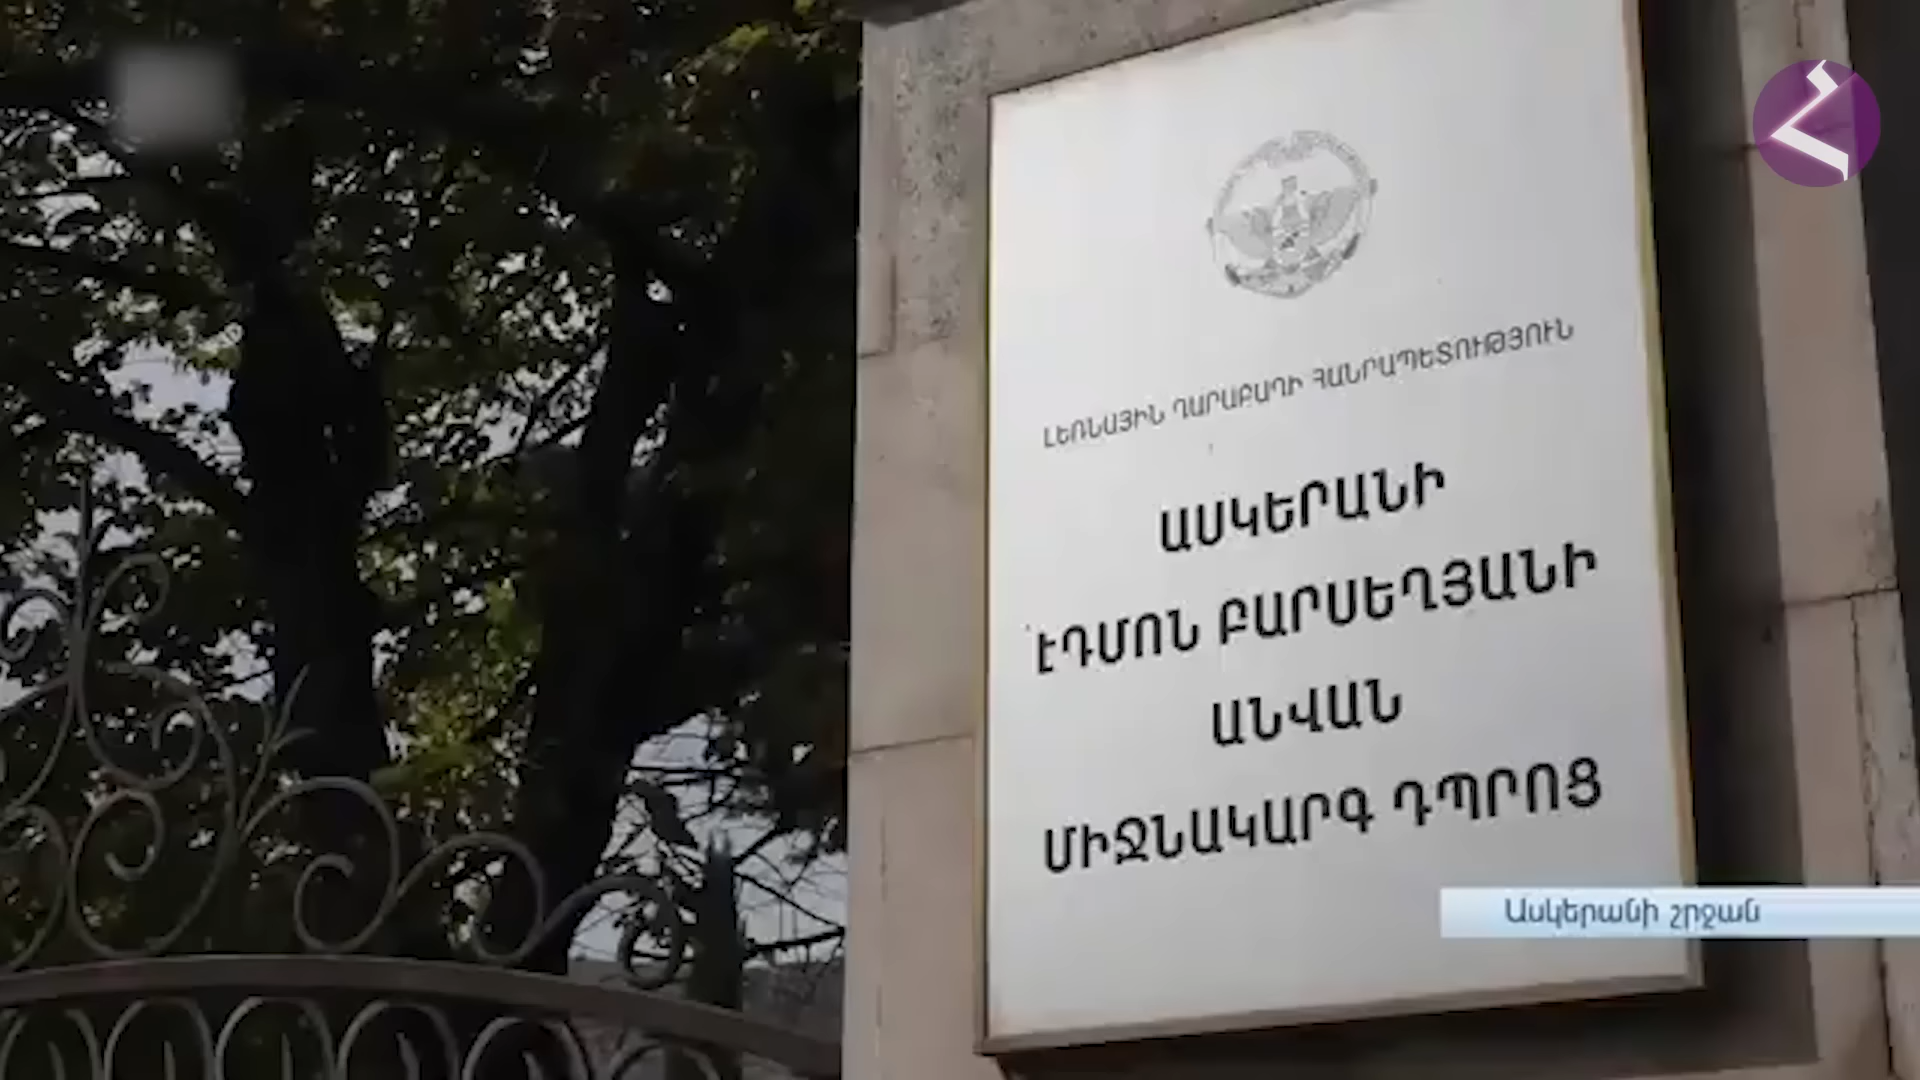 Հ
ԼԵՌՆԱՅԻՆ ՂԱՐԱԲԱՂԻ ՀԱՆՐԱՊԵՏՈՒԹՅՈՒՆ
ԱՍԿԵՐԱՆԻ
ԷԴՄՈՆ ԲԱՐՍԵՂՅԱՆԻ
ԱՆՎԱՆ
ՄԻՋՆԱԿԱՐԳ ԴՊՐՈՑ
Ասկերանի շրջան